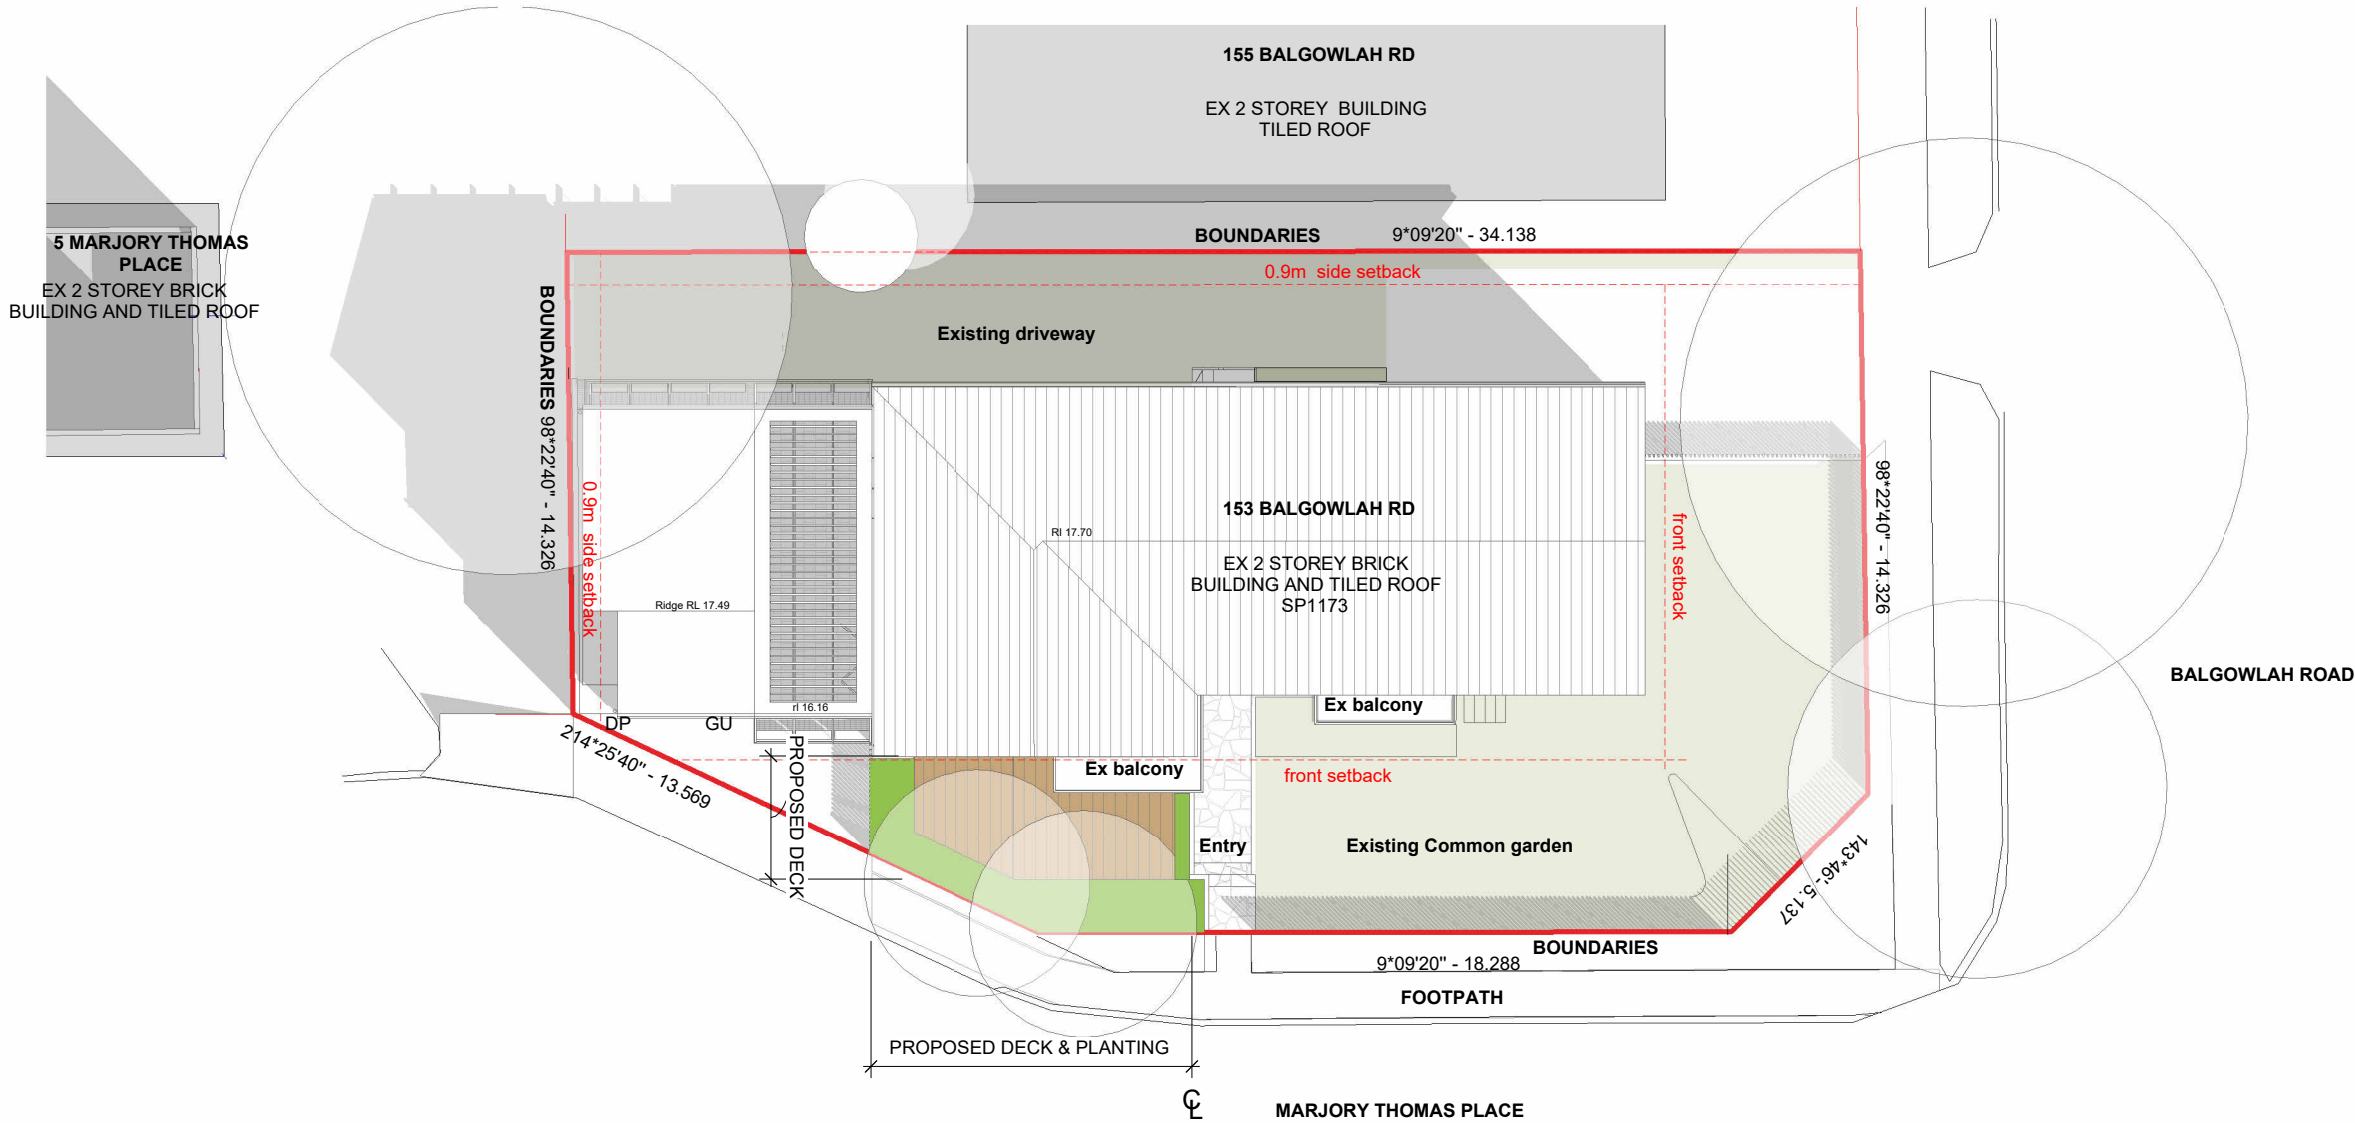 155 BALGOWLAH RD
EX 2 STOREY BUILDING
TILED ROOF
5 MARJORY THOMAS
PLACE
EX 2 STOREY BRICK
BUILDING AND TILED ROOF
BOUNDARIES 9*09'20" - 34.138
0.9m side setback
Existing driveway
BOUNDARIES 98*22'40" - 14.326
0.9m side setback
153 BALGOWLAH RD
Rl 17.70
EX 2 STOREY BRICK
BUILDING AND TILED ROOF
SP1173
front setback
98*22'40" - 14.326
BALGOWLAH ROAD
Ridge RL 17.49
rl 16.16
DP
GU
214*25'40" - 13.569
PROPOSED DECK
Ex balcony
Ex balcony
front setback
Entry
Existing Common garden
143*46'- 5.137
BOUNDARIES
9*09'20" - 18.288
FOOTPATH
PROPOSED DECK & PLANTING
℄
MARJORY THOMAS PLACE